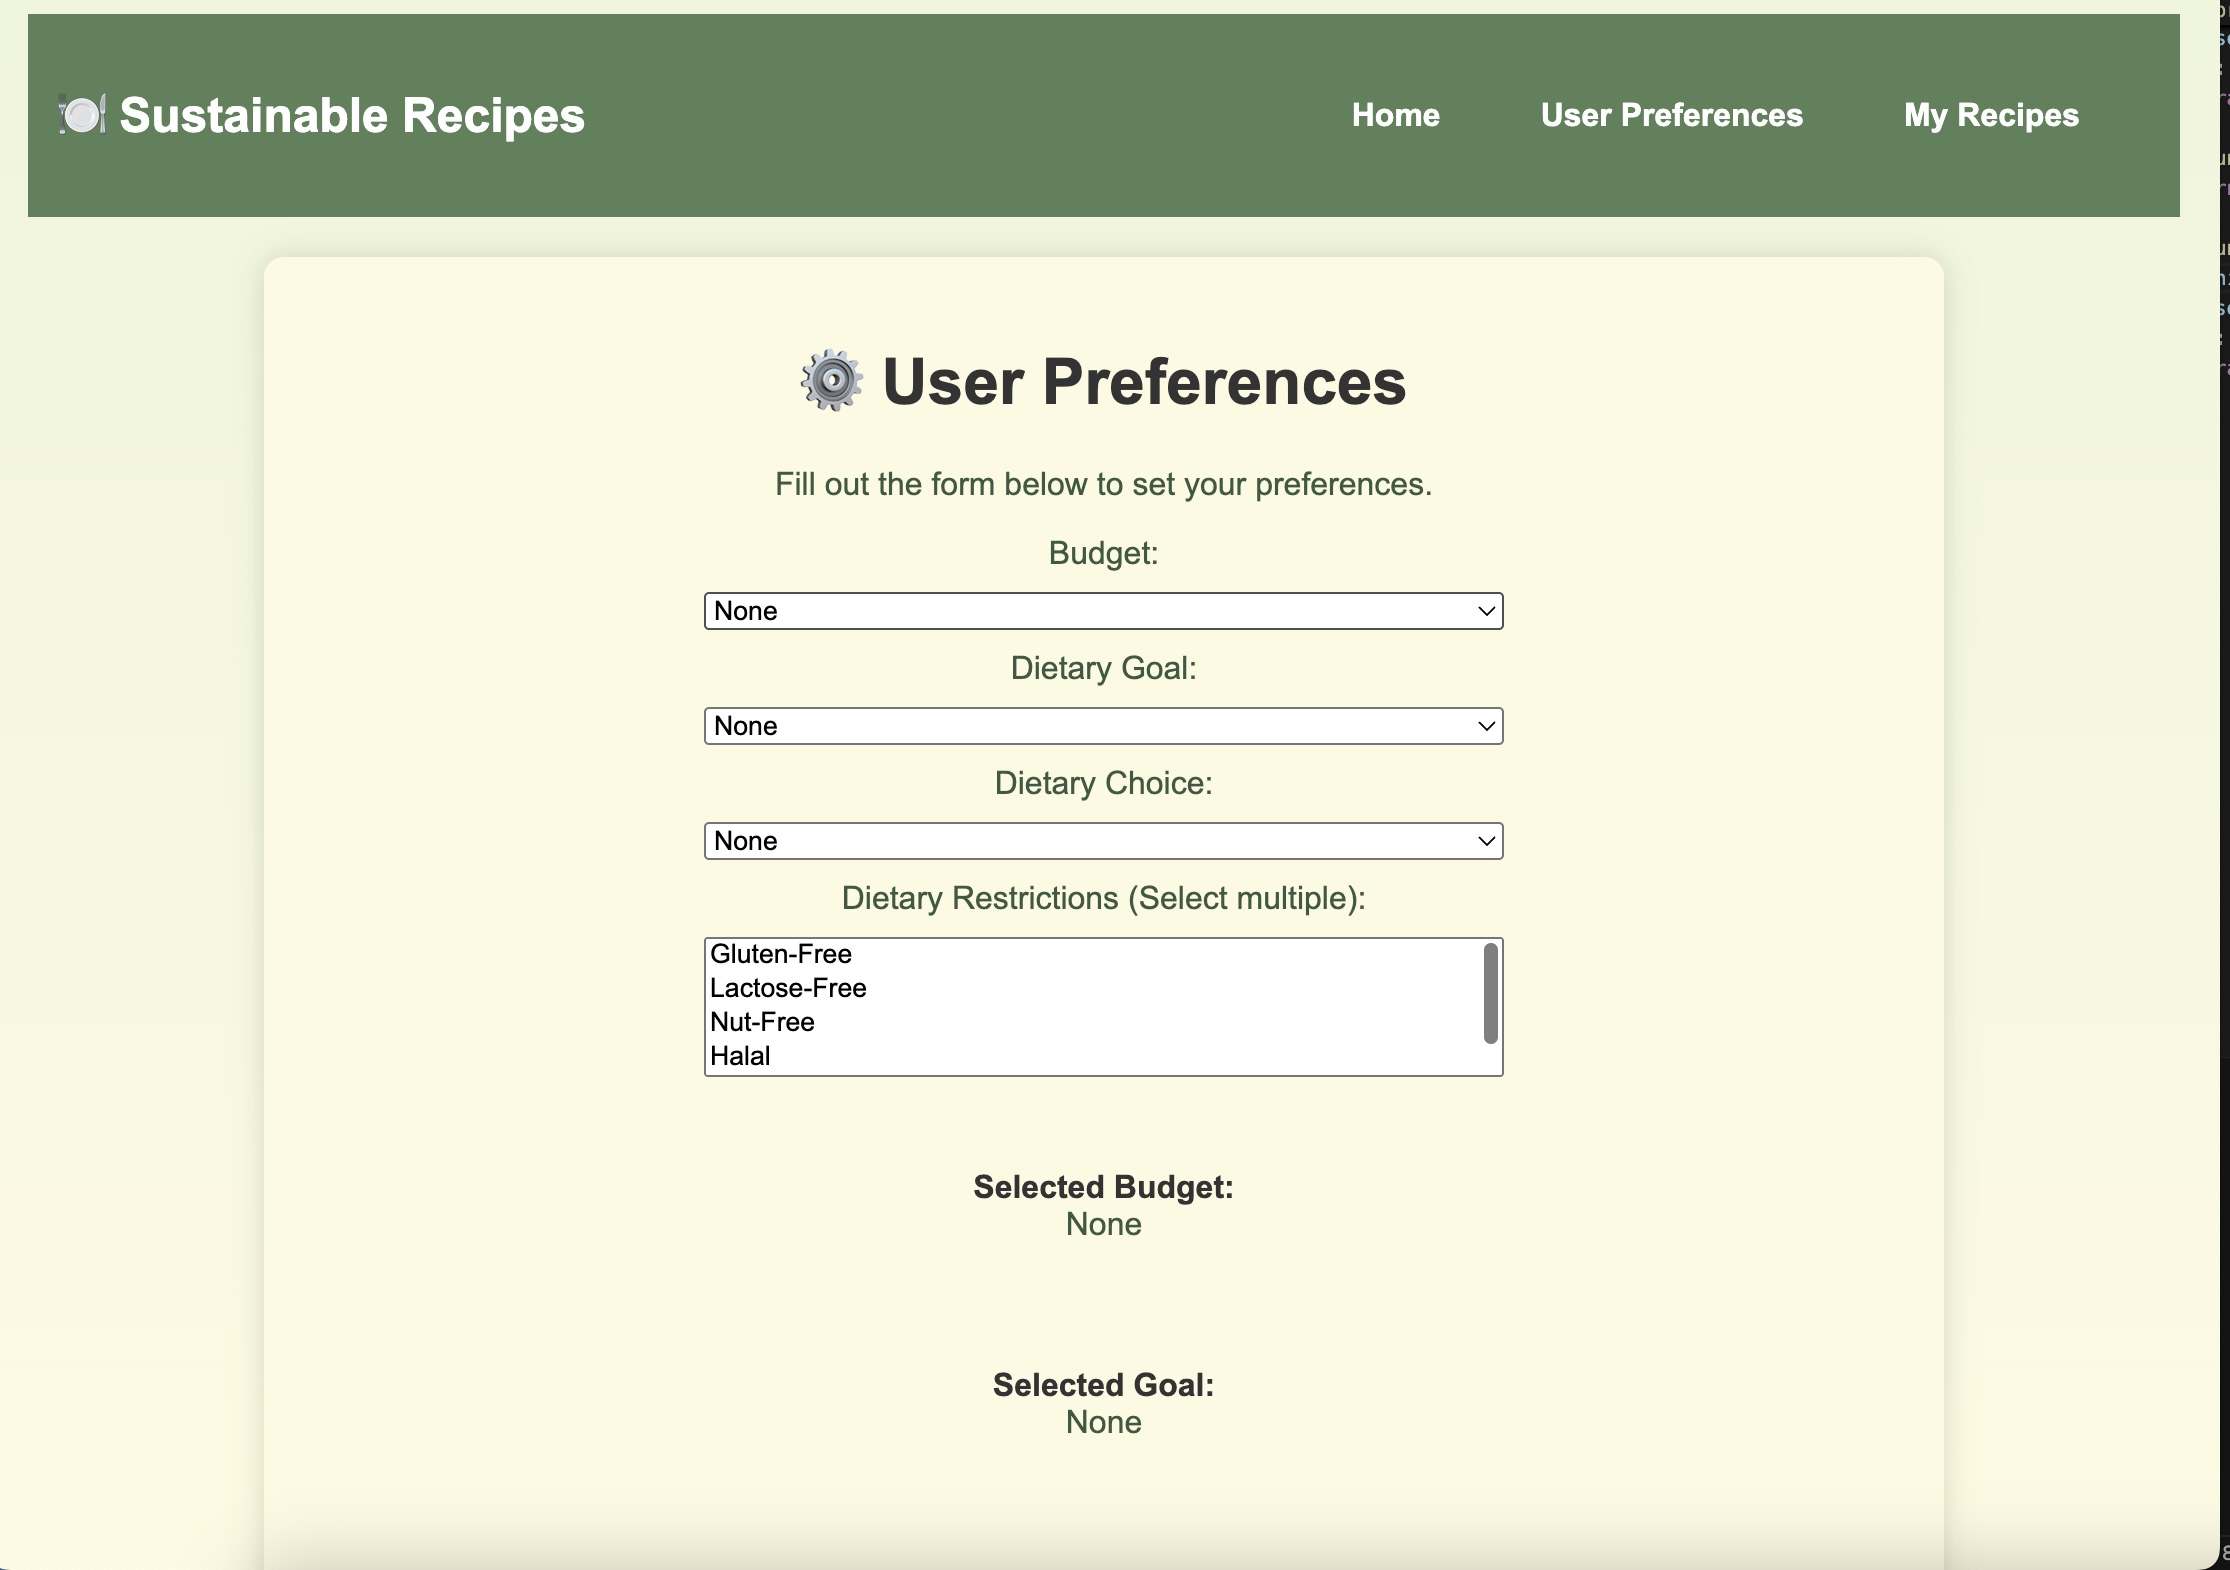 Sustainable Recipes
Home
User Preferences
My Recipes
User Preferences
Fill out the form below to set your preferences.
Budget:
None
Dietary Goal:
None
Dietary Choice:
None
Dietary Restrictions (Select multiple):
Gluten-Free
Lactose-Free
Nut-Free
Halal
Selected Budget:
None
Selected Goal:
None